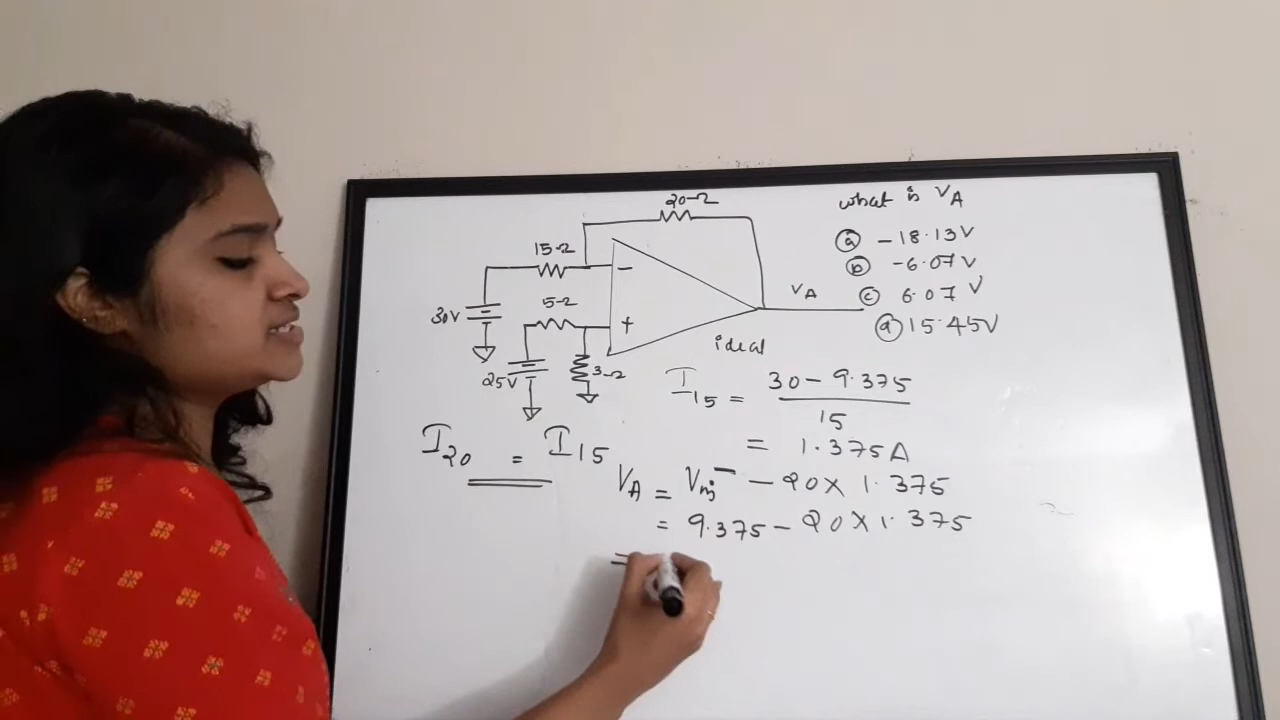 what is VA
20Ω
15Ω
ⓐ -18.13V
ⓑ -6.07V
ⓒ 6.07V
ⓓ 15.45V
5Ω
30V
VA
ideal
25V
3Ω
I15 = 30 - 9.375
15
= 1.375A
I20 = I15
VA = Vinj⁻ - 20 x 1.375
= 9.375 - 20 x 1.375
=